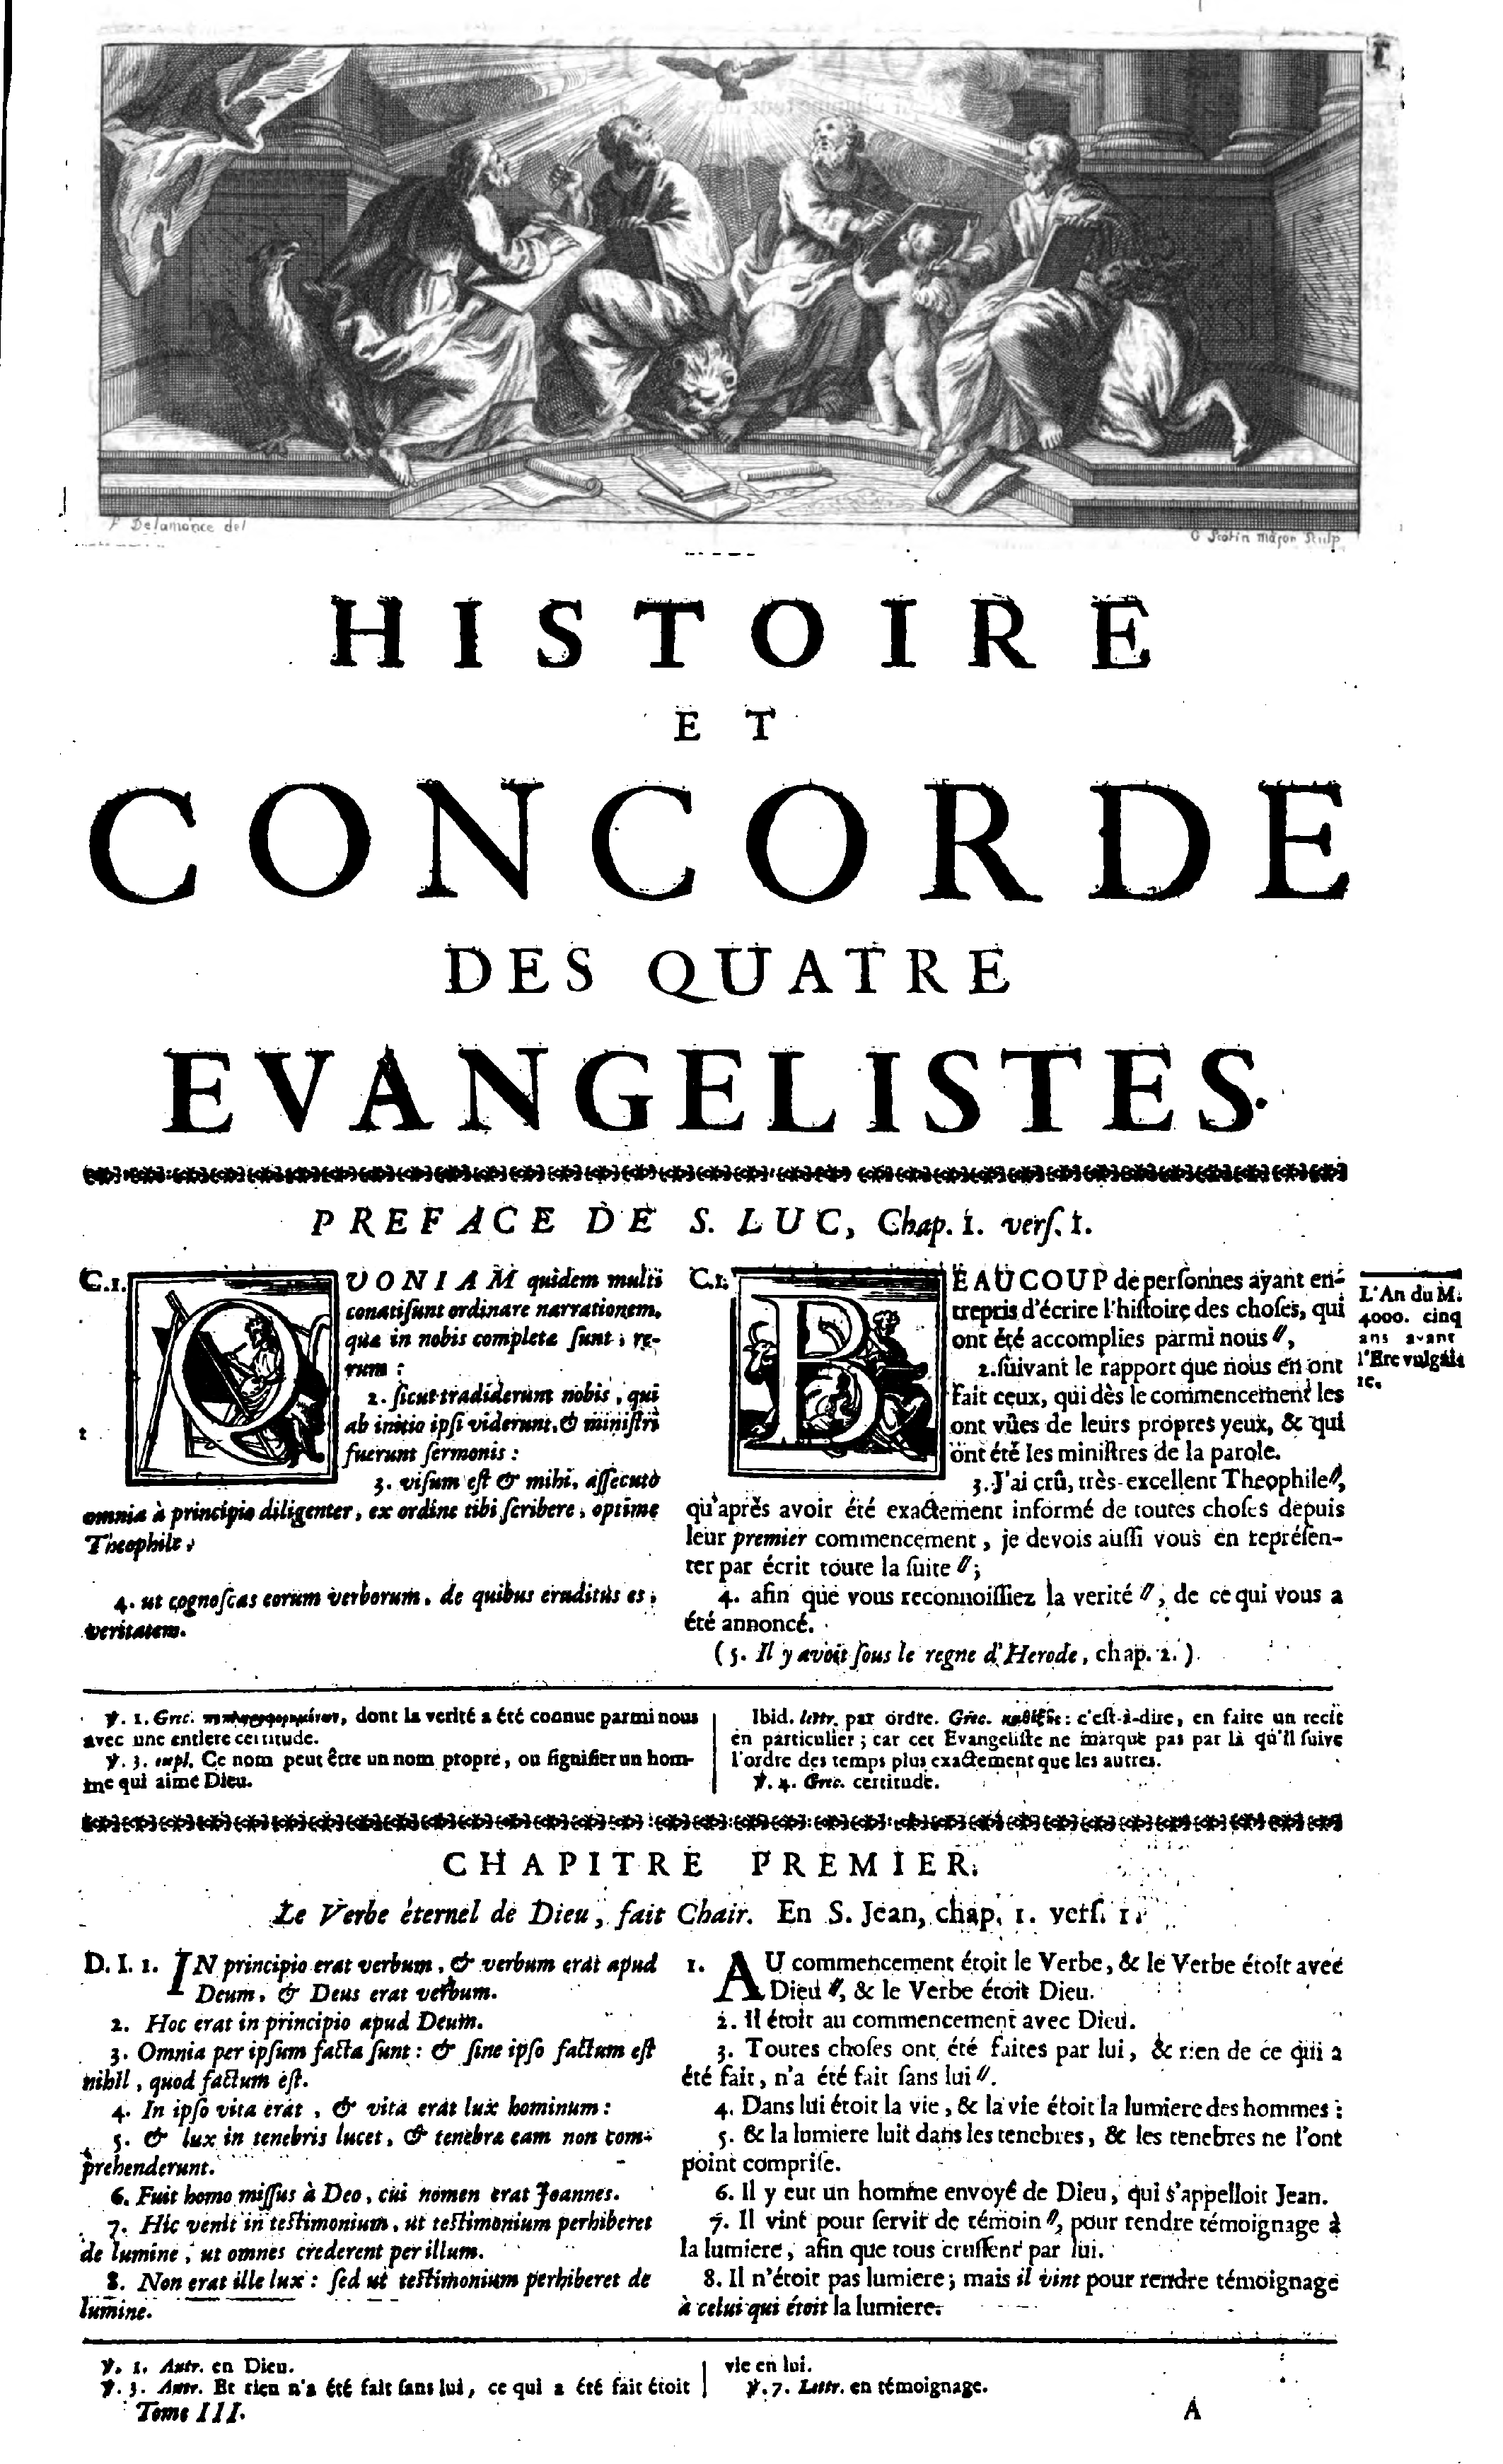 F Delamonce del
G Scotin major Sculp
HISTOIRE
ET
CONCORDE
DES QUATRE
EVANGELISTES.
PREFACE DE S. LUC, Chap. 1. verſ. 1.
C.1. QUONIAM quidem multi
conati ſunt ordinare narrationem,
quæ in nobis completæ ſunt, re-
rum :
2. ſicut tradiderunt nobis, qui
ab initio ipſi viderunt, & miniſtri
fuerunt ſermonis :
3. viſum eſt & mihi, aſſecuto
omnia à principio diligenter, ex ordine tibi ſcribere, optime
Theophile,
4. ut cognoſcas eorum verborum, de quibus eruditus es,
veritatem.
C.1. BEAUCOUP de perſonnes ayant en-
trepris d'écrire l'hiſtoire des choſes, qui
ont été accomplies parmi nous //,
2. ſuivant le rapport que nous en ont
fait ceux, qui dès le commencement les
ont vûes de leurs propres yeux, & qui
ont été les miniſtres de la parole.
3. J'ai crû, très-excellent Theophile //,
qu'après avoir été exactement informé de toutes choſes depuis
leur premier commencement, je devois auſſi vous en repréſen-
ter par écrit toute la ſuite // ;
4. afin que vous reconnoiſſiez la verité //, de ce qui vous a
été annoncé.
( 5. Il y avoit ſous le regne d'Herode, chap. 2. )
L'An du M.
4000. cinq
ans avant
l'Ere vulgai-
re.
℣. 1. Grec. dont la verité a été connue parmi nous
avec une entiere certitude.
℣. 3. expl. Ce nom peut être un nom propre, ou ſignifier un hom-
me qui aime Dieu.
Ibid. lettr. par ordre. Grec. καθεξῆς : c'eſt-à-dire, en faire un recit
en particulier ; car cet Evangeliſte ne marque pas par là qu'il ſuive
l'ordre des temps plus exactement que les autres.
℣. 4. Grec. certitude.
CHAPITRE PREMIER.
Le Verbe éternel de Dieu, fait Chair. En S. Jean, chap. 1. verſ. 1.
D. I. 1. IN principio erat verbum, & verbum erat apud
Deum, & Deus erat verbum.
2. Hoc erat in principio apud Deum.
3. Omnia per ipſum facta ſunt : & ſine ipſo factum eſt
nihil, quod factum eſt.
4. In ipſo vita erat, & vita erat lux hominum :
5. & lux in tenebris lucet, & tenebræ eam non com-
prehenderunt.
6. Fuit homo miſſus à Deo, cui nomen erat Joannes.
7. Hic venit in teſtimonium, ut teſtimonium perhiberet
de lumine, ut omnes crederent per illum.
8. Non erat ille lux : ſed ut teſtimonium perhiberet de
lumine.
1. AU commencement étoit le Verbe, & le Verbe étoit avec
Dieu //, & le Verbe étoit Dieu.
2. Il étoit au commencement avec Dieu.
3. Toutes choſes ont été faites par lui, & rien de ce qui a
été fait, n'a été fait ſans lui //.
4. Dans lui étoit la vie, & la vie étoit la lumiere des hommes :
5. & la lumiere luit dans les tenebres, & les tenebres ne l'ont
point compriſe.
6. Il y eut un homme envoyé de Dieu, qui s'appelloit Jean.
7. Il vint pour ſervir de témoin //, pour rendre témoignage à
la lumiere, afin que tous cruſſent par lui.
8. Il n'étoit pas lumiere ; mais il vint pour rendre témoignage
à celui qui étoit la lumiere.
℣. 1. Autr. en Dieu.
℣. 3. Autr. Et rien n'a été fait ſans lui, ce qui a été fait étoit
vie en lui.
℣. 7. Lettr. en témoignage.
Tome III.
A